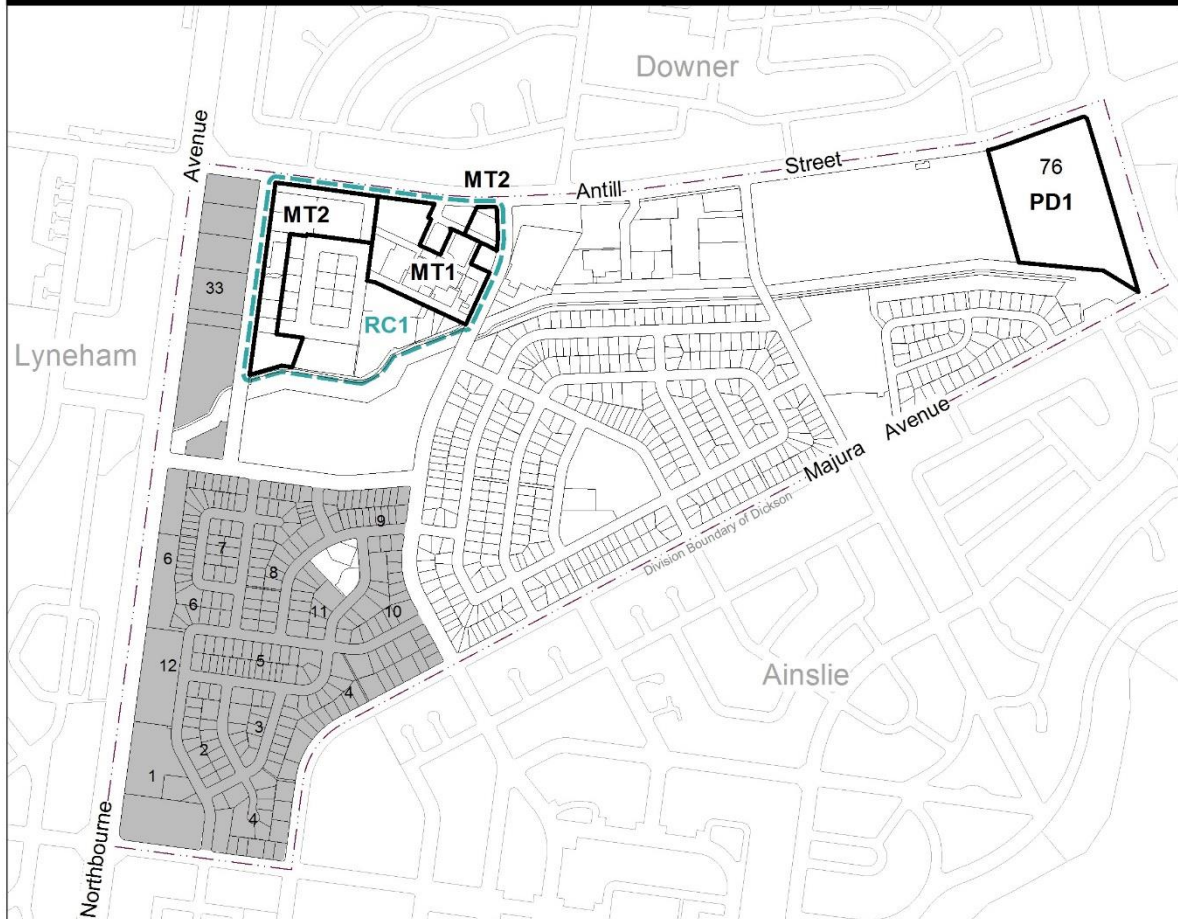 Downer
Avenue
MT2
Antill
Street
76
PD1
MT2
MT1
33
RC1
Lyneham
Majura
Avenue
Division Boundary of Dickson
9
7
6
8
6
11
10
5
12
4
Ainslie
3
2
1
4
Northbourne